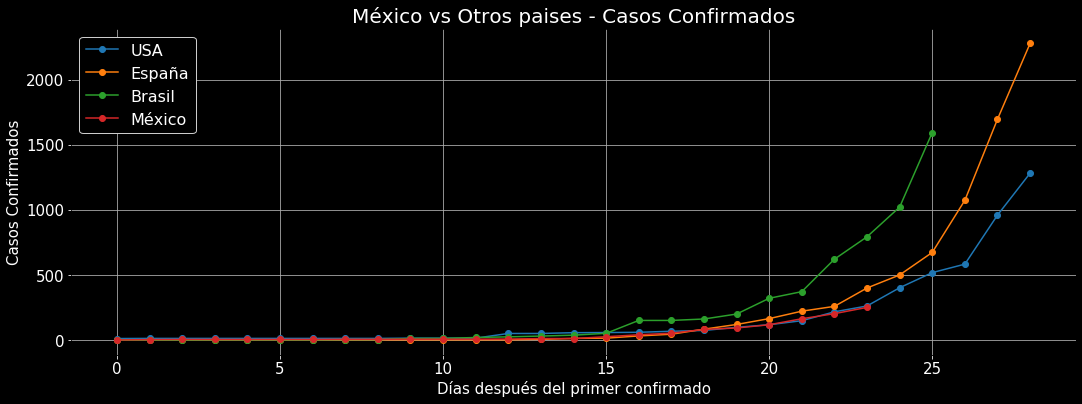 México vs Otros paises - Casos Confirmados
USA
España
Brasil
México
Casos Confirmados
2000
1500
1000
500
0
0 5 10 15 20 25
Días después del primer confirmado